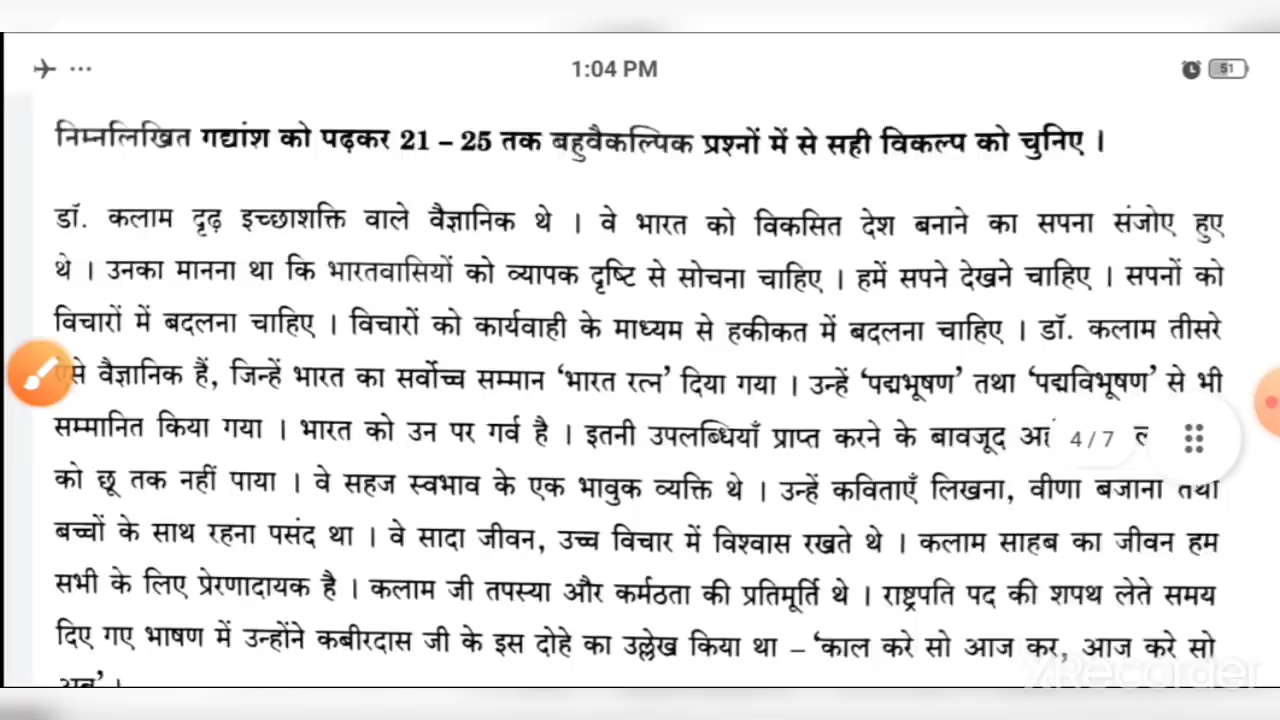 1:04 PM
51
निम्नलिखित गद्यांश को पढ़कर 21 – 25 तक बहुवैकल्पिक प्रश्नों में से सही विकल्प को चुनिए ।
डॉ. कलाम दृढ़ इच्छाशक्ति वाले वैज्ञानिक थे । वे भारत को विकसित देश बनाने का सपना संजोए हुए
थे । उनका मानना था कि भारतवासियों को व्यापक दृष्टि से सोचना चाहिए । हमें सपने देखने चाहिए । सपनों को
विचारों में बदलना चाहिए । विचारों को कार्यवाही के माध्यम से हकीकत में बदलना चाहिए । डॉ. कलाम तीसरे
वैज्ञानिक हैं, जिन्हें भारत का सर्वोच्च सम्मान ‘भारत रत्न’ दिया गया । उन्हें ‘पद्मभूषण’ तथा ‘पद्मविभूषण’ से भी
सम्मानित किया गया । भारत को उन पर गर्व है । इतनी उपलब्धियाँ प्राप्त करने के बावजूद 4 / 7
को छू तक नहीं पाया । वे सहज स्वभाव के एक भावुक व्यक्ति थे । उन्हें कविताएँ लिखना, वीणा बजाना तथा
बच्चों के साथ रहना पसंद था । वे सादा जीवन, उच्च विचार में विश्वास रखते थे । कलाम साहब का जीवन हम
सभी के लिए प्रेरणादायक है । कलाम जी तपस्या और कर्मठता की प्रतिमूर्ति थे । राष्ट्रपति पद की शपथ लेते समय
दिए गए भाषण में उन्होंने कबीरदास जी के इस दोहे का उल्लेख किया था – ‘काल करे सो आज कर, आज करे सो
XRecorder